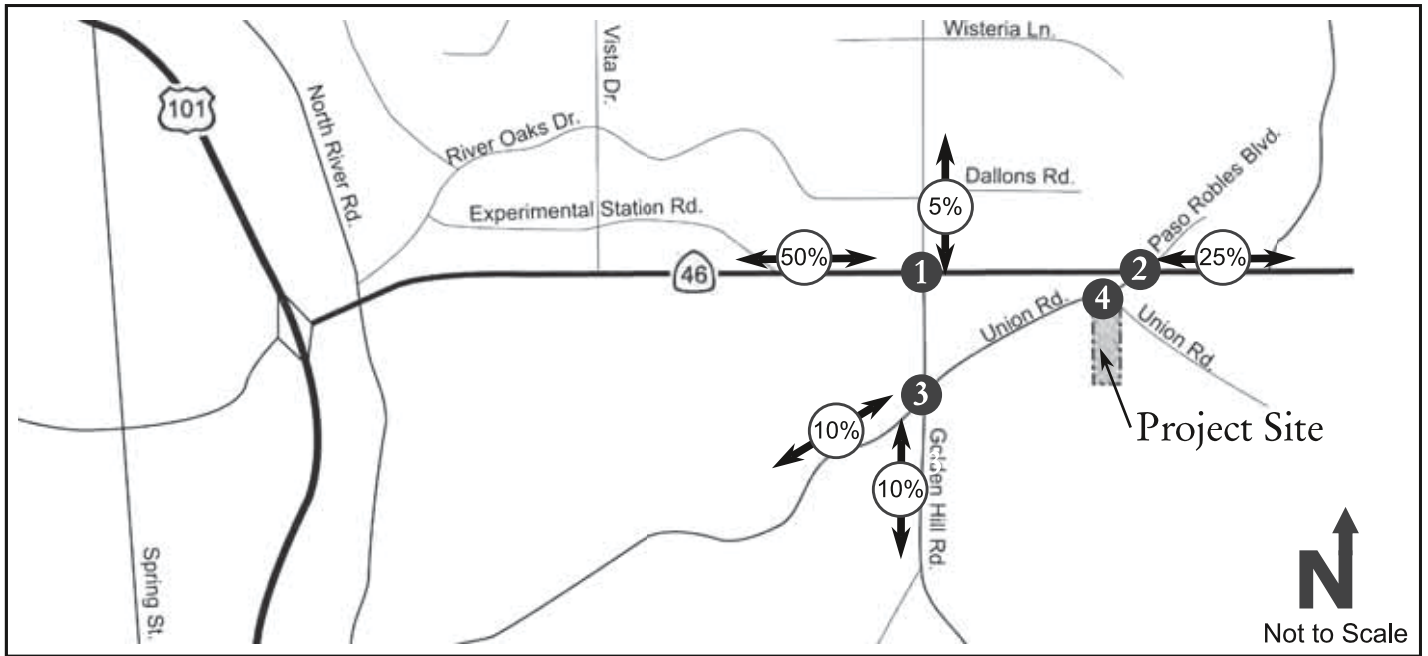 Wisteria Ln.
101
Vista Dr.
North River Rd.
River Oaks Dr.
Paso Robles Blvd.
Dallons Rd.
5%
Experimental Station Rd.
50%
46
1
2
25%
4
Union Rd.
Union Rd.
3
10%
Project Site
10%
Golden Hill Rd.
Spring St.
N
Not to Scale